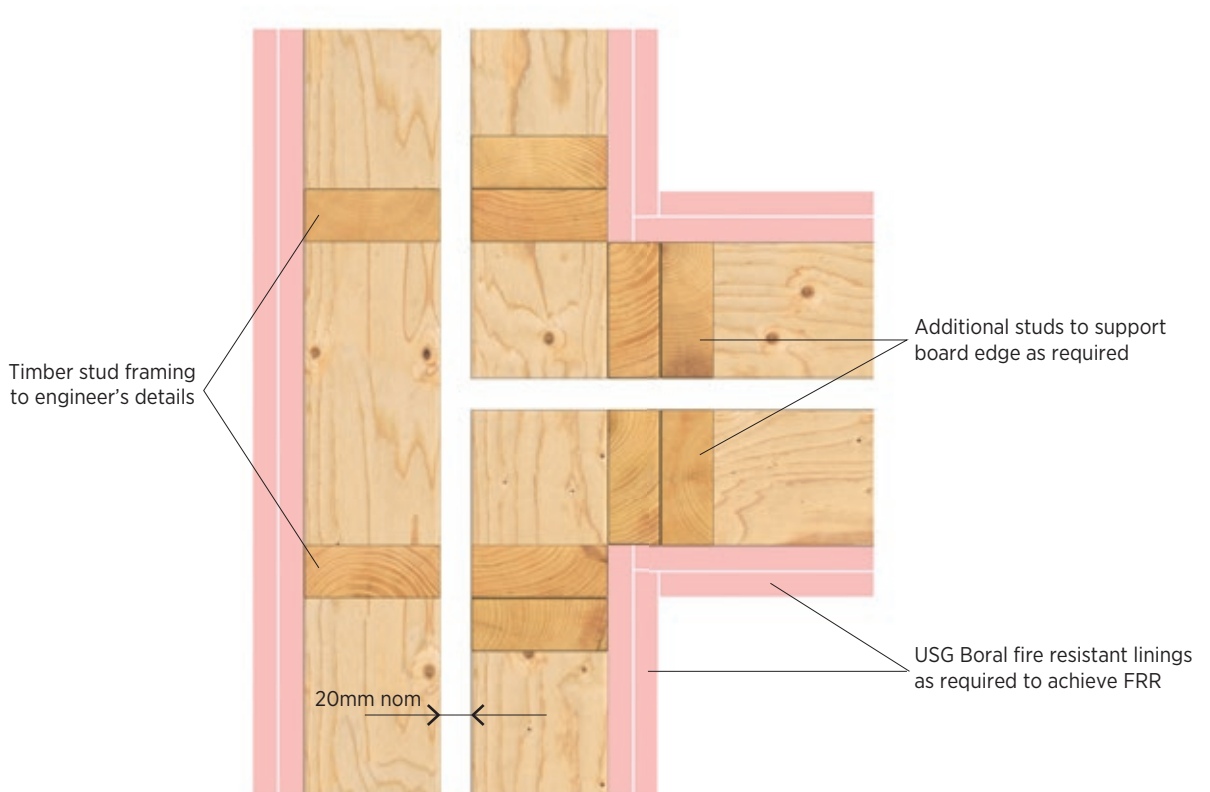 Timber stud framing
to engineer’s details
Additional studs to support
board edge as required
USG Boral fire resistant linings
as required to achieve FRR
20mm nom